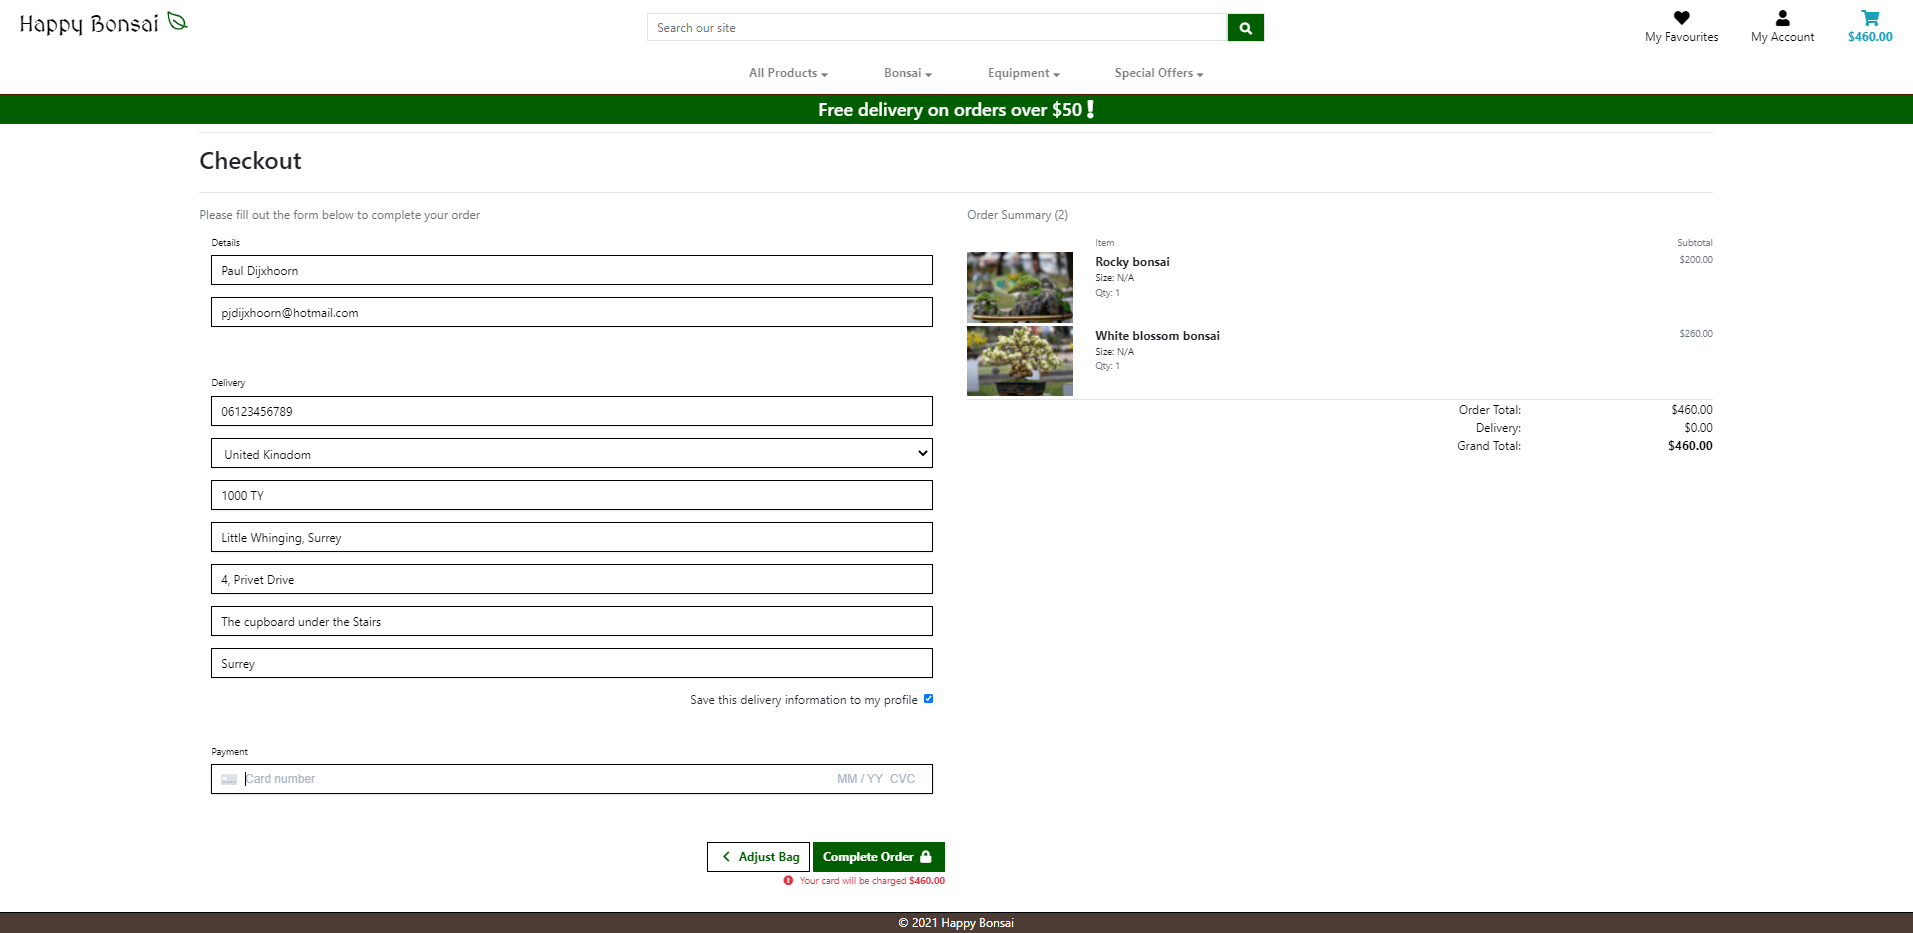 Happy Bonsai
Search our site
My Favourites
My Account
$460.00
All Products
Bonsai
Equipment
Special Offers
Free delivery on orders over $50!
Checkout
Please fill out the form below to complete your order
Details
Paul Dijxhoorn
pjdijxhoorn@hotmail.com
Delivery
06123456789
United Kingdom
1000 TY
Little Whinging, Surrey
4, Privet Drive
The cupboard under the Stairs
Surrey
Save this delivery information to my profile
Payment
Card number MM / YY CVC
Adjust Bag
Complete Order
Your card will be charged $460.00
Order Summary (2)
Item Subtotal
Rocky bonsai $200.00
Size: N/A
Qty: 1
White blossom bonsai $260.00
Size: N/A
Qty: 1
Order Total: $460.00
Delivery: $0.00
Grand Total: $460.00
© 2021 Happy Bonsai